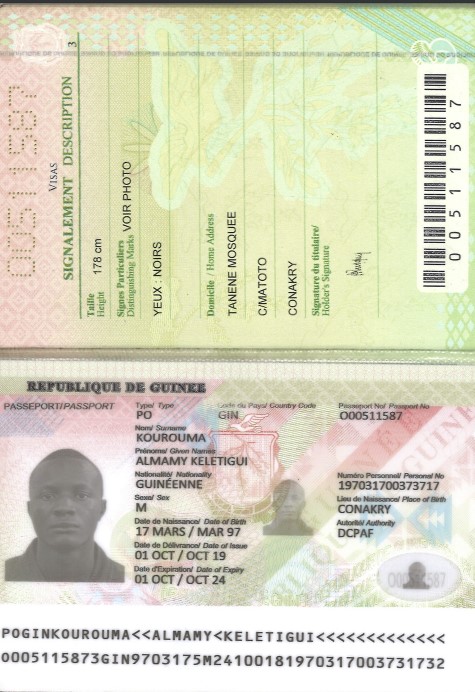 O0511587
VISAS
3
SIGNALEMENT DESCRIPTION
Taille
Height
178 cm
Signes Particuliers
Distinguishing Marks VOIR PHOTO
YEUX : NOIRS
Domicile / Home Address
TANENE MOSQUEE
C/MATOTO
CONAKRY
Signature du titulaire/
Holder's Signature
00511587
REPUBLIQUE DE GUINEE
PASSEPORT/PASSPORT
Type/ Type
Code du Pays/ Country Code
Passeport No/ Passport No
PO
GIN
O00511587
Nom/ Surname
KOUROUMA
Prénoms/ Given Names
ALMAMY KELETIGUI
Nationalité/ Nationality
GUINÉENNE
Numéro Personnel/ Personal No
197031700373717
Sexe/ Sex
M
Lieu de Naissance/ Place of Birth
CONAKRY
Date de Naissance/ Date of Birth
17 MARS / MAR 97
Autorité/ Authority
DCPAF
Date de Délivrance/ Date of Issue
01 OCT / OCT 19
Date d'Expiration/ Date of Expiry
01 OCT / OCT 24
POGINKOUROUMA<<ALMAMY<KELETIGUI<<<<<<<<<<<<<
O005115873GIN9703175M2410018197031700373​1732